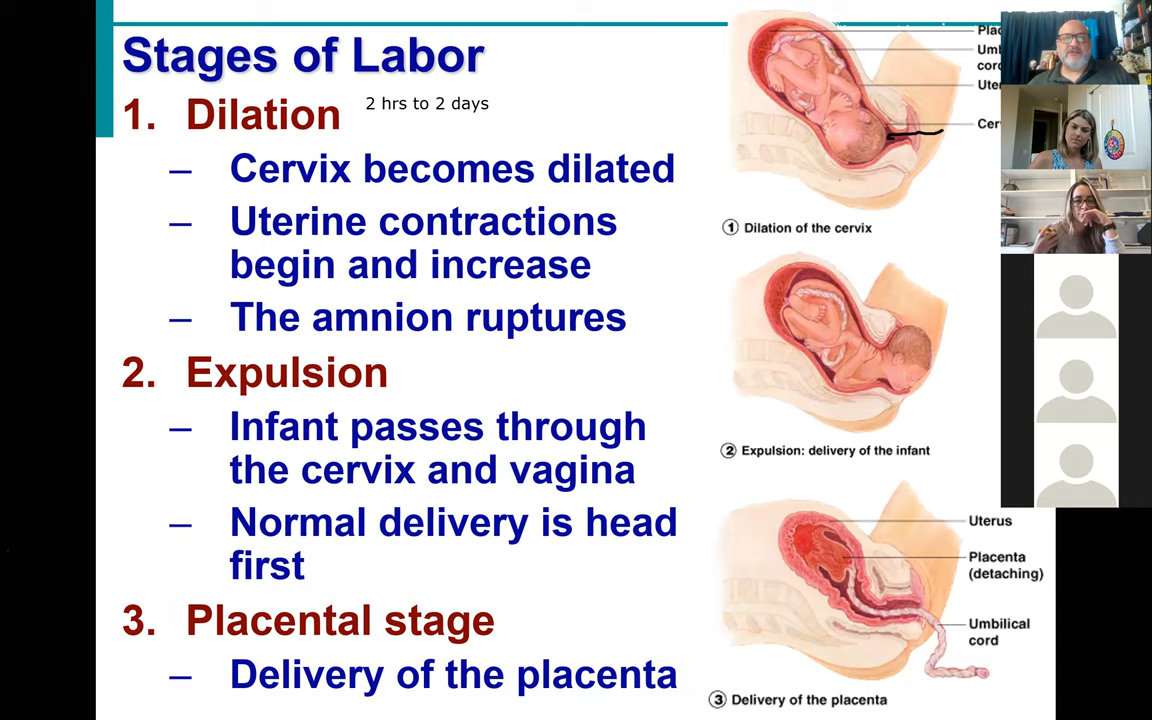 Stages of Labor
1. Dilation
2 hrs to 2 days
– Cervix becomes dilated
– Uterine contractions
begin and increase
– The amnion ruptures
2. Expulsion
– Infant passes through
the cervix and vagina
– Normal delivery is head
first
3. Placental stage
– Delivery of the placenta
1 Dilation of the cervix
2 Expulsion: delivery of the infant
Uterus
Placenta
(detaching)
Umbilical
cord
3 Delivery of the placenta